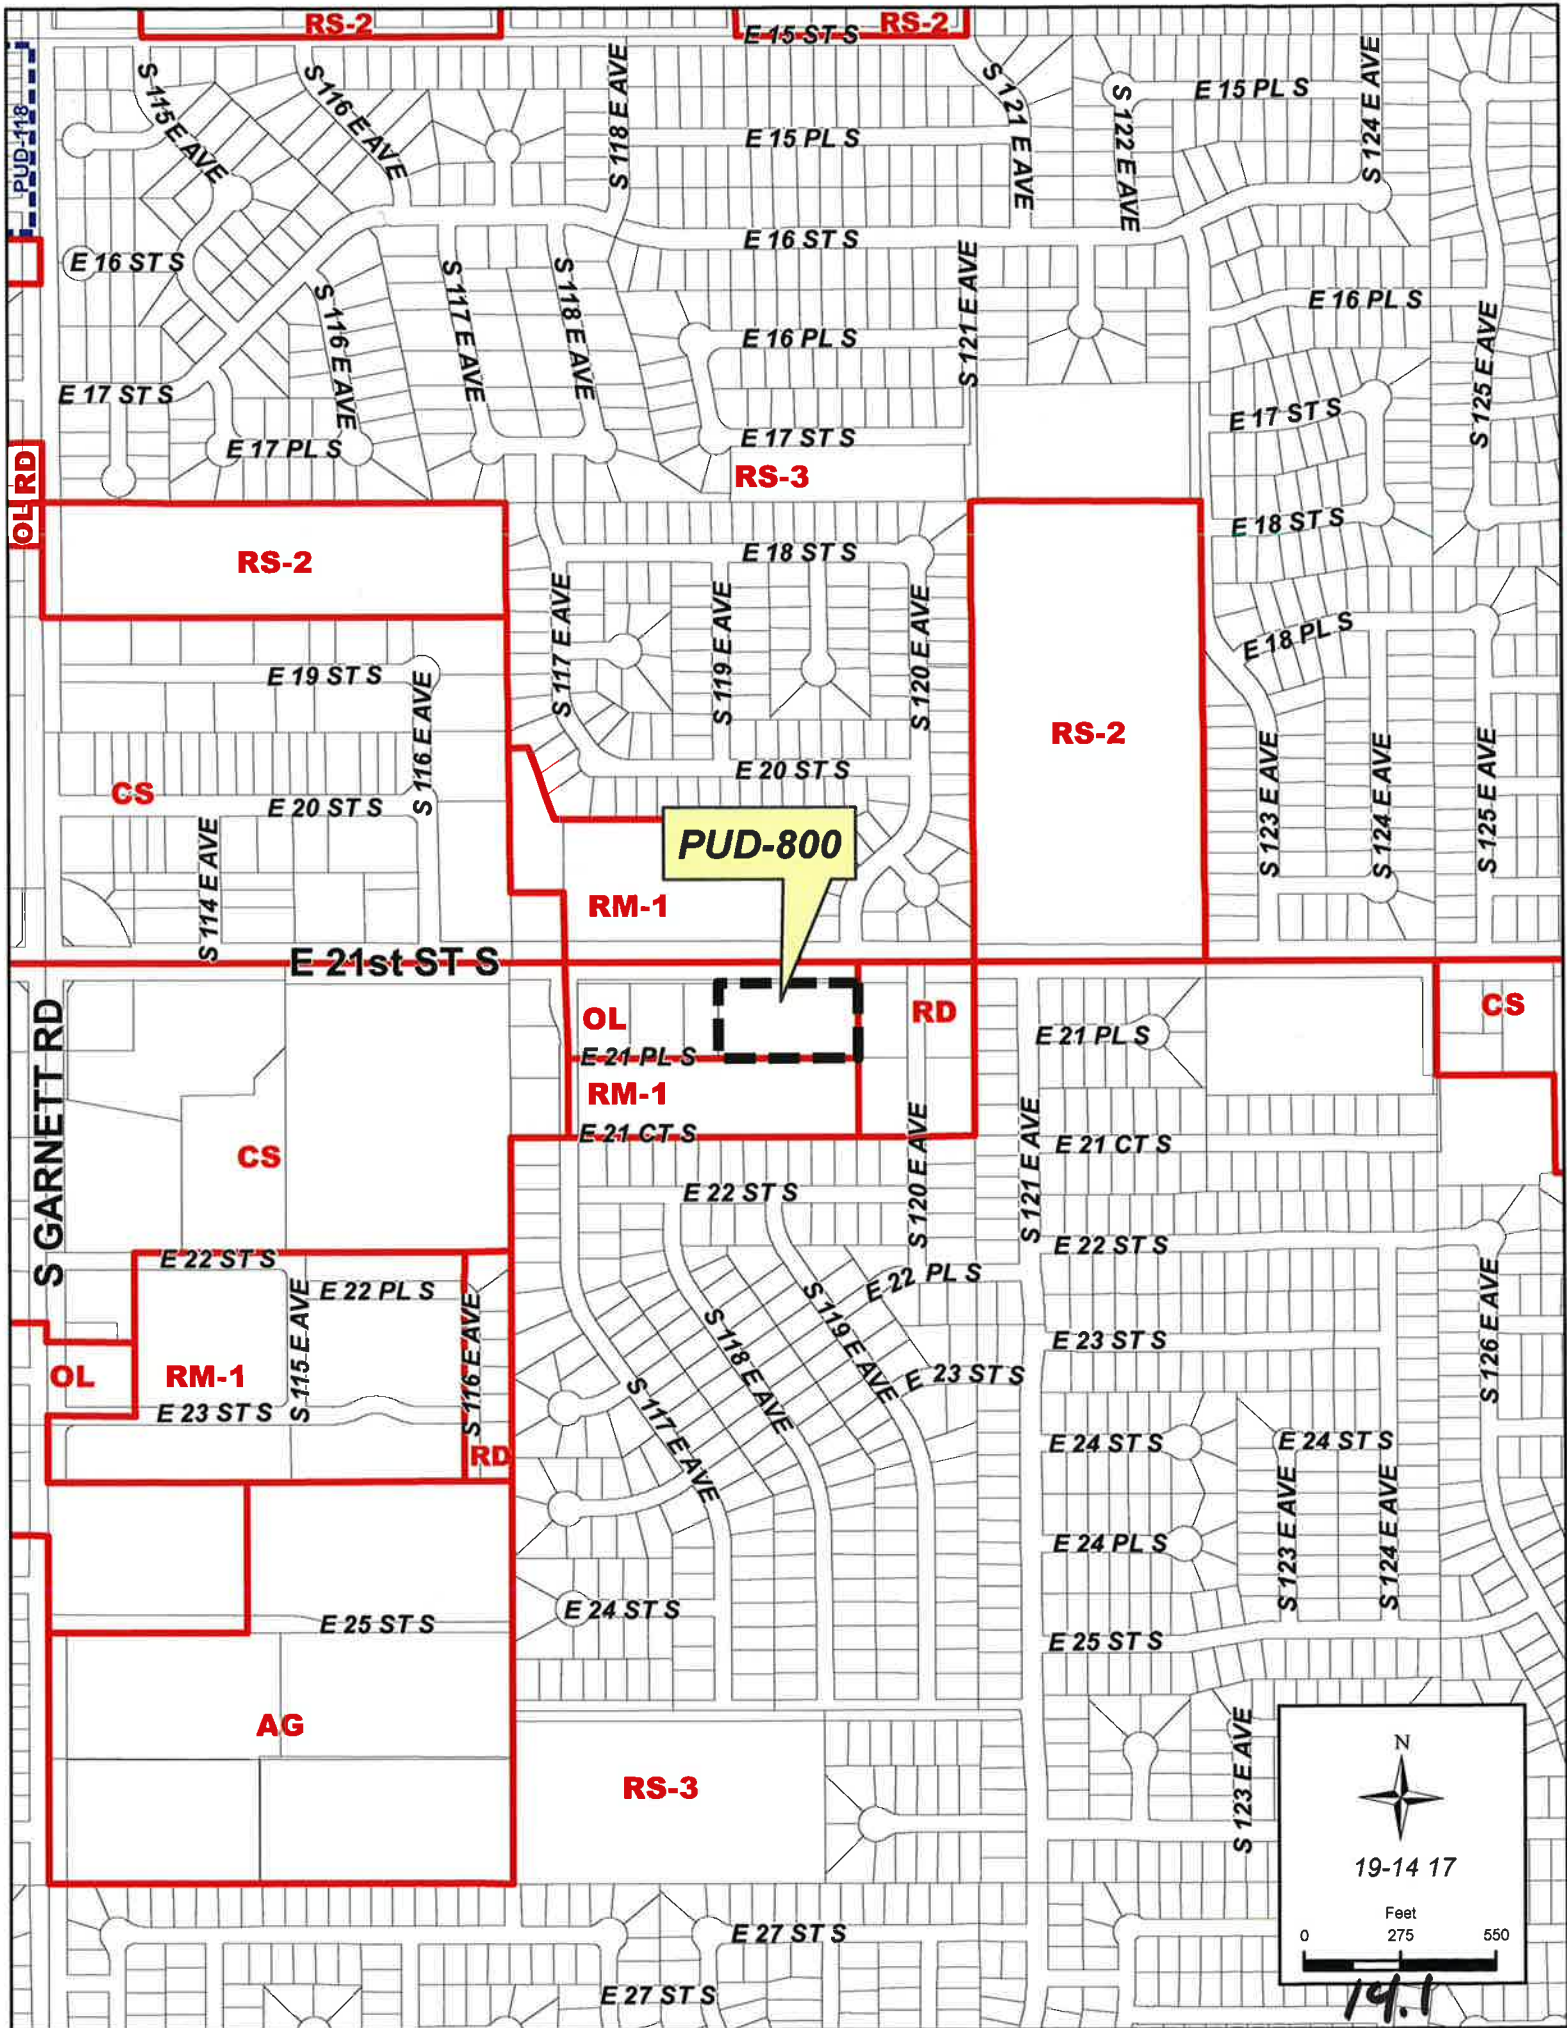 RS-2
RS-2
E 15 ST S
PUD-118
S 115 E AVE
S 116 E AVE
S 118 E AVE
E 15 PL S
S 121 E AVE
S 122 E AVE
E 15 PL S
S 124 E AVE
E 16 ST S
E 16 ST S
S 116 E AVE
S 117 E AVE
S 118 E AVE
E 16 PL S
S 121 E AVE
E 16 PL S
S 125 E AVE
E 17 ST S
E 17 PL S
E 17 ST S
E 17 ST S
RS-3
OL RD
RS-2
E 18 ST S
E 18 ST S
S 117 E AVE
S 119 E AVE
S 120 E AVE
E 18 PL S
E 19 ST S
S 116 E AVE
RS-2
S 123 E AVE
S 124 E AVE
S 125 E AVE
E 20 ST S
CS
E 20 ST S
S 114 E AVE
PUD-800
RM-1
E 21st ST S
S GARNETT RD
OL
RD
CS
E 21 PL S
E 21 PL S
RM-1
E 21 CT S
S 120 E AVE
S 121 E AVE
E 21 CT S
CS
E 22 ST S
E 22 ST S
E 22 ST S
E 22 PL S
S 115 E AVE
E 22 PL S
S 116 E AVE
S 118 E AVE
S 119 E AVE
E 23 ST S
S 126 E AVE
OL
RM-1
E 23 ST S
E 23 ST S
S 117 E AVE
RD
E 24 ST S
E 24 ST S
S 123 E AVE
S 124 E AVE
E 24 PL S
E 24 ST S
E 25 ST S
E 25 ST S
AG
RS-3
S 123 E AVE
N
19-14 17
Feet
0 275 550
19.1
E 27 ST S
E 27 ST S